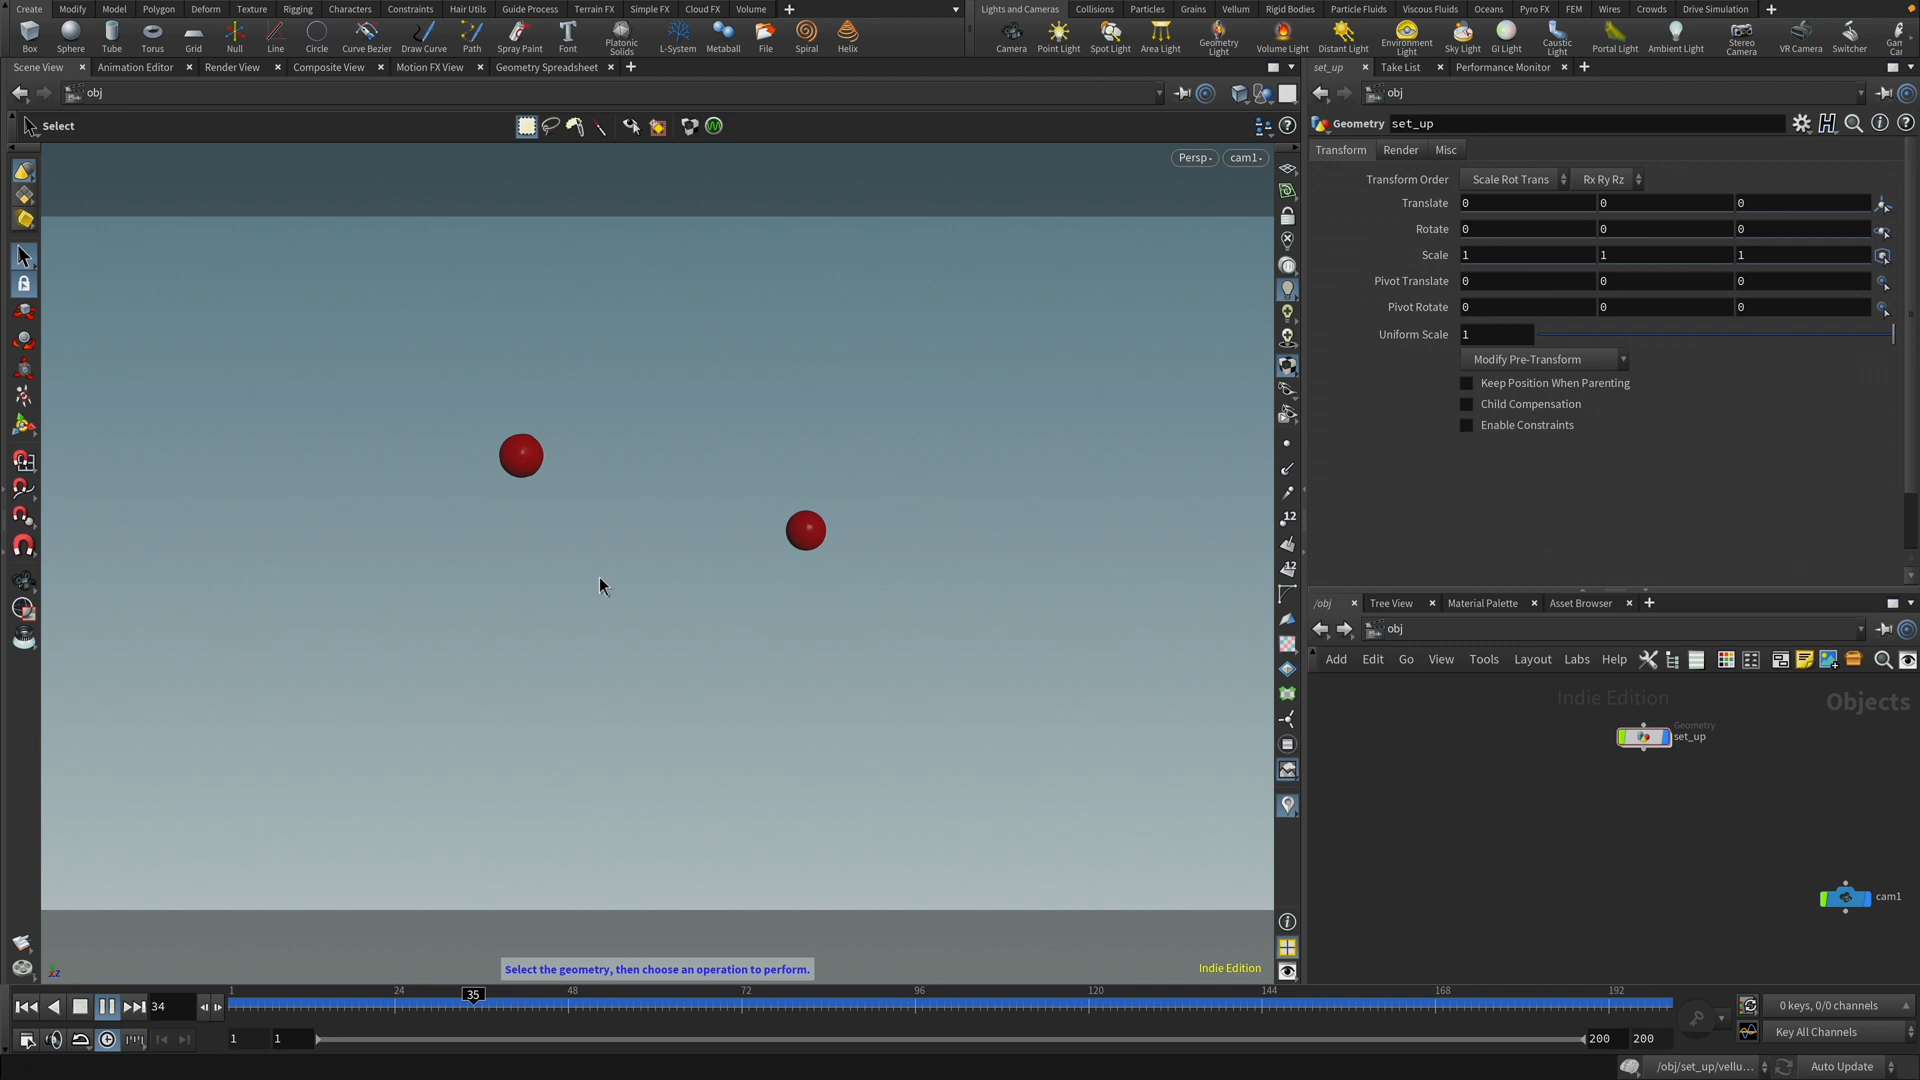 Create Modify Model Polygon Deform Texture Rigging Characters Constraints Hair Utils Guide Process Terrain FX Simple FX Cloud FX Volume
Lights and Cameras Collisions Particles Grains Vellum Rigid Bodies Particle Fluids Viscous Fluids Oceans Pyro FX FEM Wires Crowds Drive Simulation
Box Sphere Tube Torus Grid Null Line Circle Curve Bezier Draw Curve Path Spray Paint Font Platonic Solids L-System Metaball File Spiral Helix
Camera Point Light Spot Light Area Light Geometry Light Volume Light Distant Light Environment Light Sky Light GI Light Caustic Light Portal Light Ambient Light Stereo Camera VR Camera Switcher
Scene View Animation Editor Render View Composite View Motion FX View Geometry Spreadsheet
set_up Take List Performance Monitor
obj
obj
Select
Geometry set_up
Persp cam1
Transform Render Misc
Transform Order Scale Rot Trans Rx Ry Rz
Translate 0 0 0
Rotate 0 0 0
Scale 1 1 1
Pivot Translate 0 0 0
Pivot Rotate 0 0 0
Uniform Scale 1
Modify Pre-Transform
Keep Position When Parenting
Child Compensation
Enable Constraints
12
12
/obj Tree View Material Palette Asset Browser
obj
Add Edit Go View Tools Layout Labs Help
Indie Edition
Objects
Geometry
set_up
cam1
Select the geometry, then choose an operation to perform.
Indie Edition
34
1 24 35 48 72 96 120 144 168 192
0 keys, 0/0 channels
1 1 200 200
Key All Channels
/obj/set_up/vellu...
Auto Update